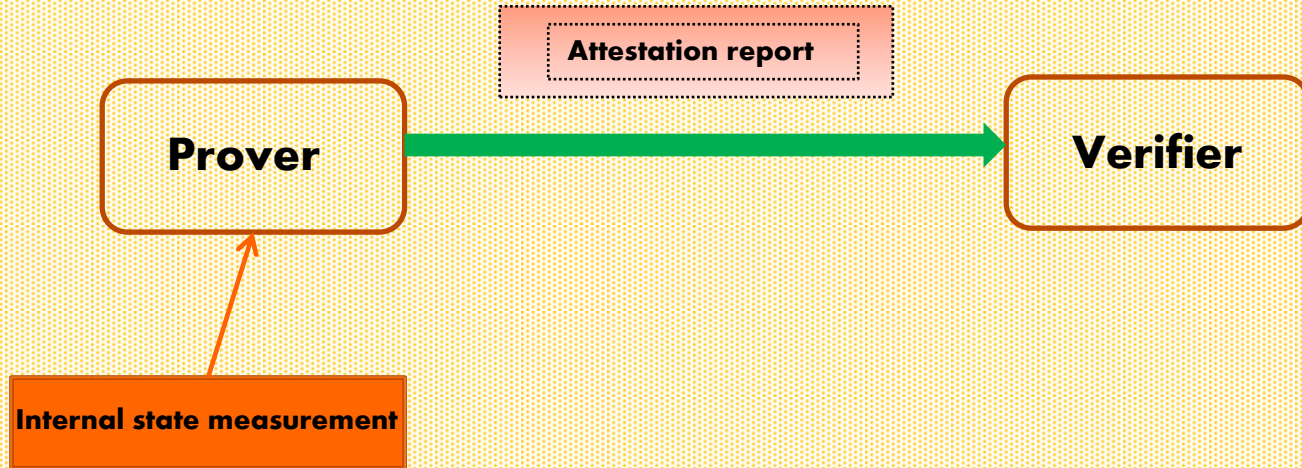 Attestation report
Prover
Verifier
Internal state measurement